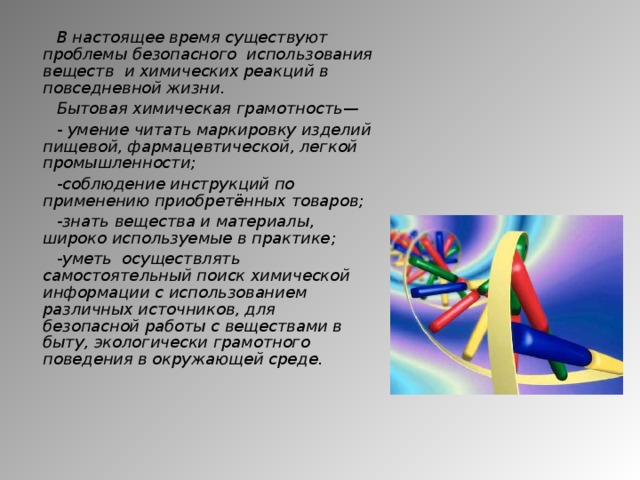 В настоящее время существуют
проблемы безопасного использования
веществ и химических реакций в
повседневной жизни.
Бытовая химическая грамотность—
- умение читать маркировку изделий
пищевой, фармацевтической, легкой
промышленности;
-соблюдение инструкций по
применению приобретённых товаров;
-знать вещества и материалы,
широко используемые в практике;
-уметь осуществлять
самостоятельный поиск химической
информации с использованием
различных источников, для
безопасной работы с веществами в
быту, экологически грамотного
поведения в окружающей среде.